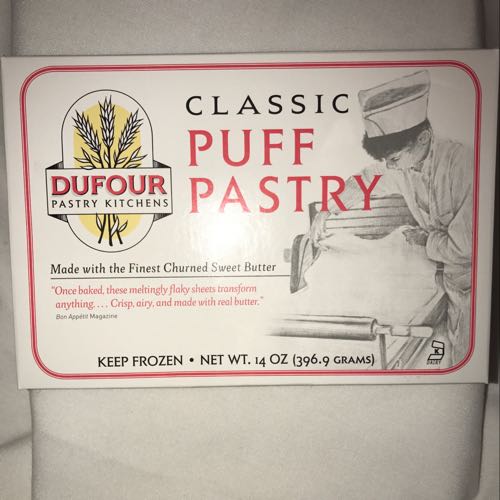 CLASSIC
PUFF
PASTRY
DUFOUR
PASTRY KITCHENS
Made with the Finest Churned Sweet Butter
"Once baked, these meltingly flaky sheets transform
anything. . . . Crisp, airy, and made with real butter."
Bon Appétit Magazine
KEEP FROZEN • NET WT. 14 OZ (396.9 GRAMS)
K
DAIRY